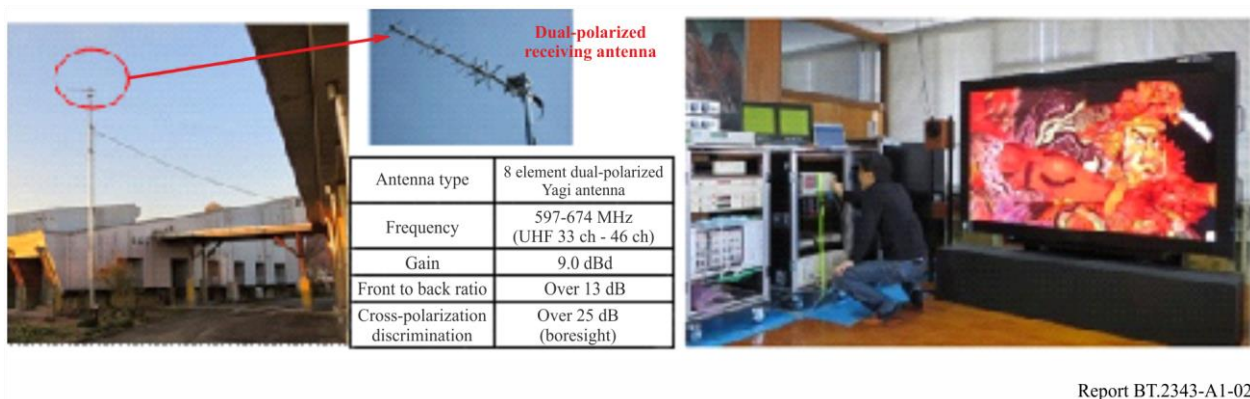 Dual-polarized
receiving antenna
Antenna type
8 element dual-polarized
Yagi antenna
Frequency
597-674 MHz
(UHF 33 ch - 46 ch)
Gain
9.0 dBd
Front to back ratio
Over 13 dB
Cross-polarization
discrimination
Over 25 dB
(boresight)
Report BT.2343-A1-02